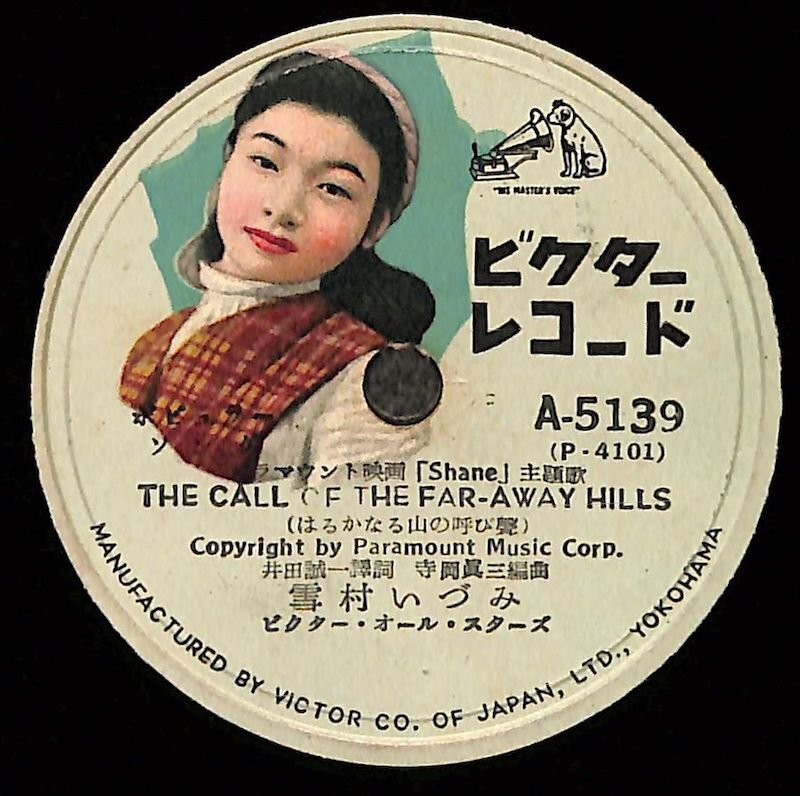 "HIS MASTER'S VOICE"
ビクター
レコード
A-5139
(P-4101)
ラマウント映画「Shane」主題歌
THE CALL OF THE FAR-AWAY HILLS
(はるかなる山の呼び聲)
Copyright by Paramount Music Corp.
井田誠一譯詞 寺岡眞三編曲
雪村いづみ
ビクター・オール・スターズ
MANUFACTURED BY VICTOR CO. OF JAPAN, LTD., YOKOHAMA